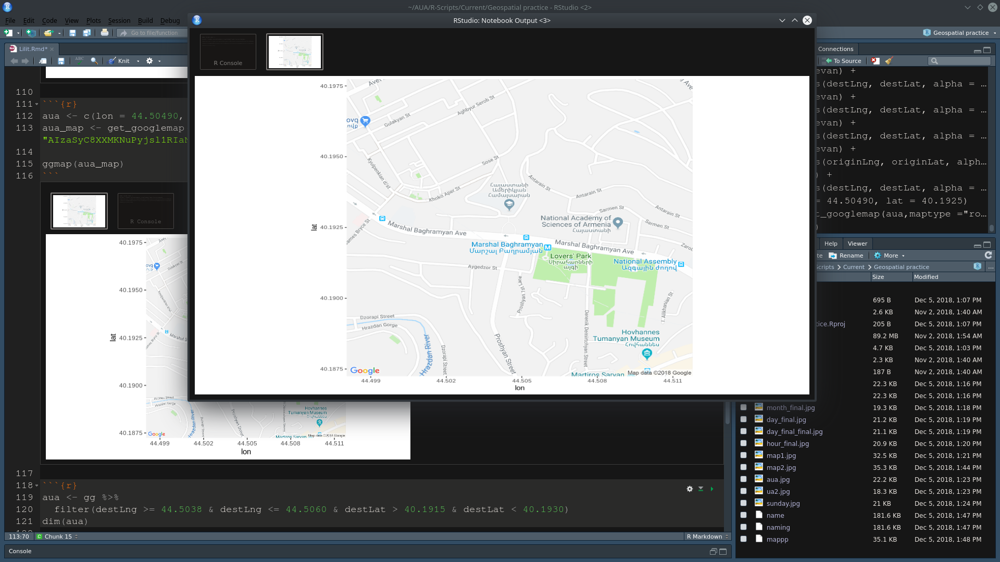 ~/AUA/R-Scripts/Current/Geospatial practice - RStudio <2>
File Edit Code View Plots Session Build Debug
Go to file/function
Geospatial practice
Lilit.Rmd*
ABC
Knit
110
111 ```{r}
112 aua <- c(lon = 44.50490,
113 aua_map <- get_googlemap
114
115 ggmap(aua_map)
116 ```
R Console
40.1975
40.1950
40.1925
40.1900
40.1875
lat
44.499 44.502 44.505 44.508 44.511
lon
Dzorapi Street
Hrazdan Gorge
Hrazdan River
Dzorapi Street
Proshyan Street
Hovhannes
Tumanyan Museum
Martiros Saryan
Google
Map data ©2018 Google
117
118 ```{r}
119 aua <- gg %>%
120 filter(destLng >= 44.5038 & destLng <= 44.5060 & destLat > 40.1915 & destLat < 40.1930)
121 dim(aua)
113:70 Chunk 15 R Markdown
Console
RStudio: Notebook Output <3>
R Console
40.1975
40.1950
40.1925
40.1900
40.1875
lat
44.499 44.502 44.505 44.508 44.511
lon
Gulakyan St
Aghbyur Serob St
Sose St
Kyulpenkian d/st
Khnko Aper St
Antarain St
Antarain St
Antarain St
Հայաստանի
Ամերիկյան
Համալսարան
Sarmen St
Sarmen St
National Academy of
Sciences of Armenia
Հայաստանի
Marshal Baghramyan Ave
Marshal Baghramyan
Մարշալ Բաղրամյան
Marshal Baghramyan Ave
Lovers' Park
Սիրահարների
այգի
National Assembly
Ազգային ժողով
Aygedzor St
Proshyan 1st Lane
Derenik Demirtchyan Street
Dzorapi Street
Hrazdan Gorge
Hrazdan River
Dzorapi Street
Proshyan Street
Hovhannes
Tumanyan Museum
Հովհաննես
Martiros Saryan
Google
Map data ©2018 Google
Connections
To Source
evan) +
s(destLng, destLat, alpha = …
evan) +
s(destLng, destLat, alpha = …
evan) +
s(destLng, destLat, alpha = …
evan) +
s(originLng, originLat, alph…
) +
s(destLng, destLat, alpha = …
= 44.50490, lat = 40.1925)
t_googlemap(aua,maptype ="ro…
)
Help Viewer
te Rename More
Scripts Current Geospatial practice ...
Size Modified
695 B Dec 5, 2018, 1:07 PM
2.6 KB Nov 2, 2018, 1:40 AM
tice.Rproj 205 B Dec 5, 2018, 1:07 PM
89.2 MB Nov 2, 2018, 1:54 AM
4.7 KB Dec 5, 2018, 1:03 PM
2.3 KB Nov 2, 2018, 1:40 AM
187 B Nov 2, 2018, 1:40 AM
22.3 KB Dec 5, 2018, 1:16 PM
22.3 KB Dec 5, 2018, 1:16 PM
month_final.jpg 19.3 KB Dec 5, 2018, 1:18 PM
day_final.jpg 21.2 KB Dec 5, 2018, 1:19 PM
day_final_final.jpg 21.1 KB Dec 5, 2018, 1:19 PM
hour_final.jpg 20.9 KB Dec 5, 2018, 1:20 PM
map1.jpg 32.5 KB Dec 5, 2018, 1:21 PM
map2.jpg 35.3 KB Dec 5, 2018, 1:44 PM
aua.jpg 22.2 KB Dec 5, 2018, 1:23 PM
ua2.jpg 18.3 KB Dec 5, 2018, 1:23 PM
sunday.jpg 21 KB Dec 5, 2018, 1:24 PM
name 181.6 KB Dec 5, 2018, 1:47 PM
naming 181.6 KB Dec 5, 2018, 1:47 PM
mappp 35.1 KB Dec 5, 2018, 1:48 PM